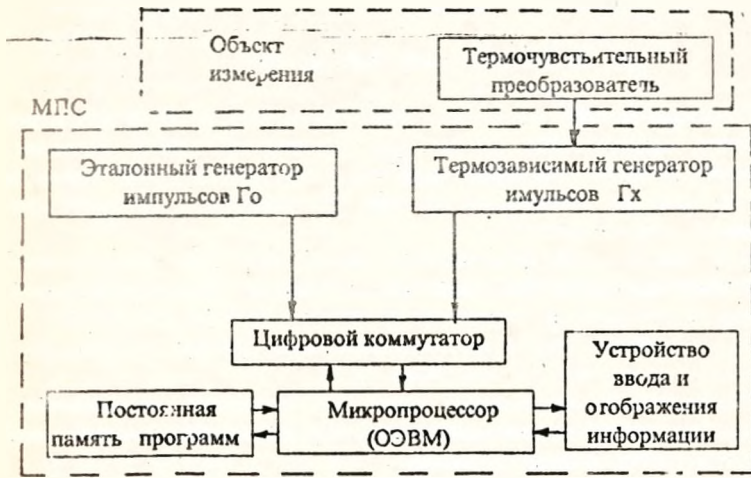 Объект
измерения
Термочувствительный
преобразователь
МПС
Эталонный генератор
импульсов Го
Термозависимый генератор
имульсов Гх
Цифровой коммутатор
Устройство
ввода и
отображения
информации
Постоянная
память программ
Микропроцессор
(ОЭВМ)